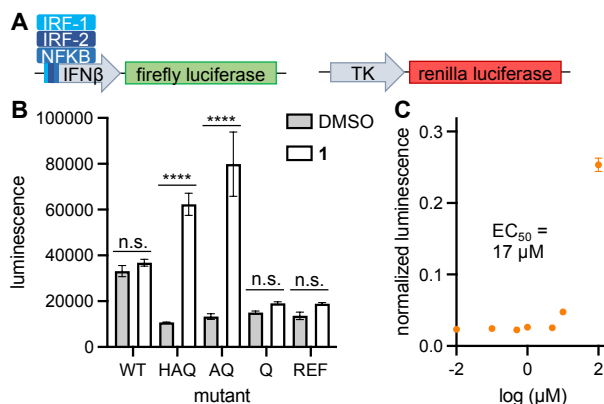 A
IRF-1
IRF-2
NFKB
IFNβ
firefly luciferase
TK
renilla luciferase
B
100000
80000
60000
40000
20000
0
luminescence
n.s.
****
****
n.s.
n.s.
DMSO
1
WT HAQ AQ Q REF
mutant
C
0.3
0.2
0.1
0.0
normalized luminescence
EC50 =
17 μM
-2 0 2
log (μM)